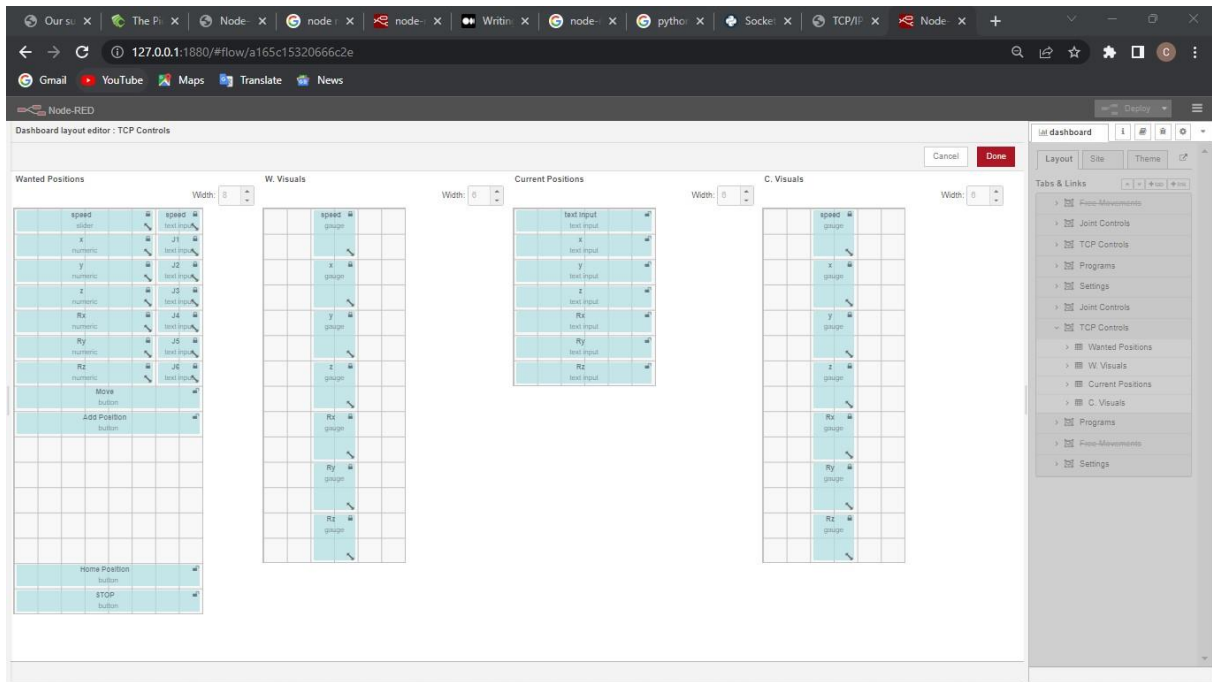 Our su
The Pi
Node-
node r
node-r
Writin
node-
python
Socket
TCP/IP
Node-
127.0.0.1:1880/#flow/a165c15320666c2e
C
Gmail YouTube Maps Translate News
Node-RED
Deploy
Dashboard layout editor : TCP Controls
Cancel Done
Wanted Positions
Width: 8
speed slider
speed text input
x numeric
J1 text input
y numeric
J2 text input
z numeric
J3 text input
Rx numeric
J4 text input
Ry numeric
J5 text input
Rz numeric
J6 text input
Move
button
Add Position
button
Home Position
button
STOP
button
W. Visuals
Width: 6
speed
gauge
x
gauge
y
gauge
z
gauge
Rx
gauge
Ry
gauge
Rz
gauge
Current Positions
Width: 6
text input
text input
x
text input
y
text input
z
text input
Rx
text input
Ry
text input
Rz
text input
C. Visuals
Width: 6
speed
gauge
x
gauge
y
gauge
z
gauge
Rx
gauge
Ry
gauge
Rz
gauge
dashboard
i
Layout Site Theme
Tabs & Links
Free Movements
Joint Controls
TCP Controls
Programs
Settings
Joint Controls
TCP Controls
Wanted Positions
W. Visuals
Current Positions
C. Visuals
Programs
Free Movements
Settings